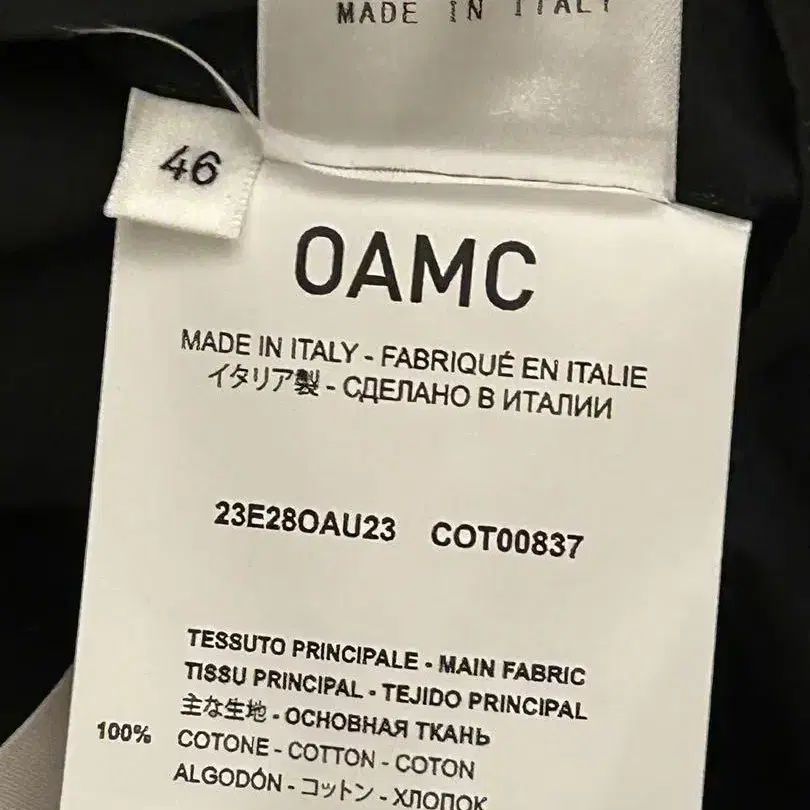 MADE IN ITALY
46
OAMC
MADE IN ITALY - FABRIQUÉ EN ITALIE
イタリア製 - СДЕЛАНО В ИТАЛИИ
23E28OAU23 COT00837
TESSUTO PRINCIPALE - MAIN FABRIC
TISSU PRINCIPAL - TEJIDO PRINCIPAL
主な生地 - ОСНОВНАЯ ТКАНЬ
100% COTONE - COTTON - COTON
ALGODÓN - コットン - ХЛОПОК